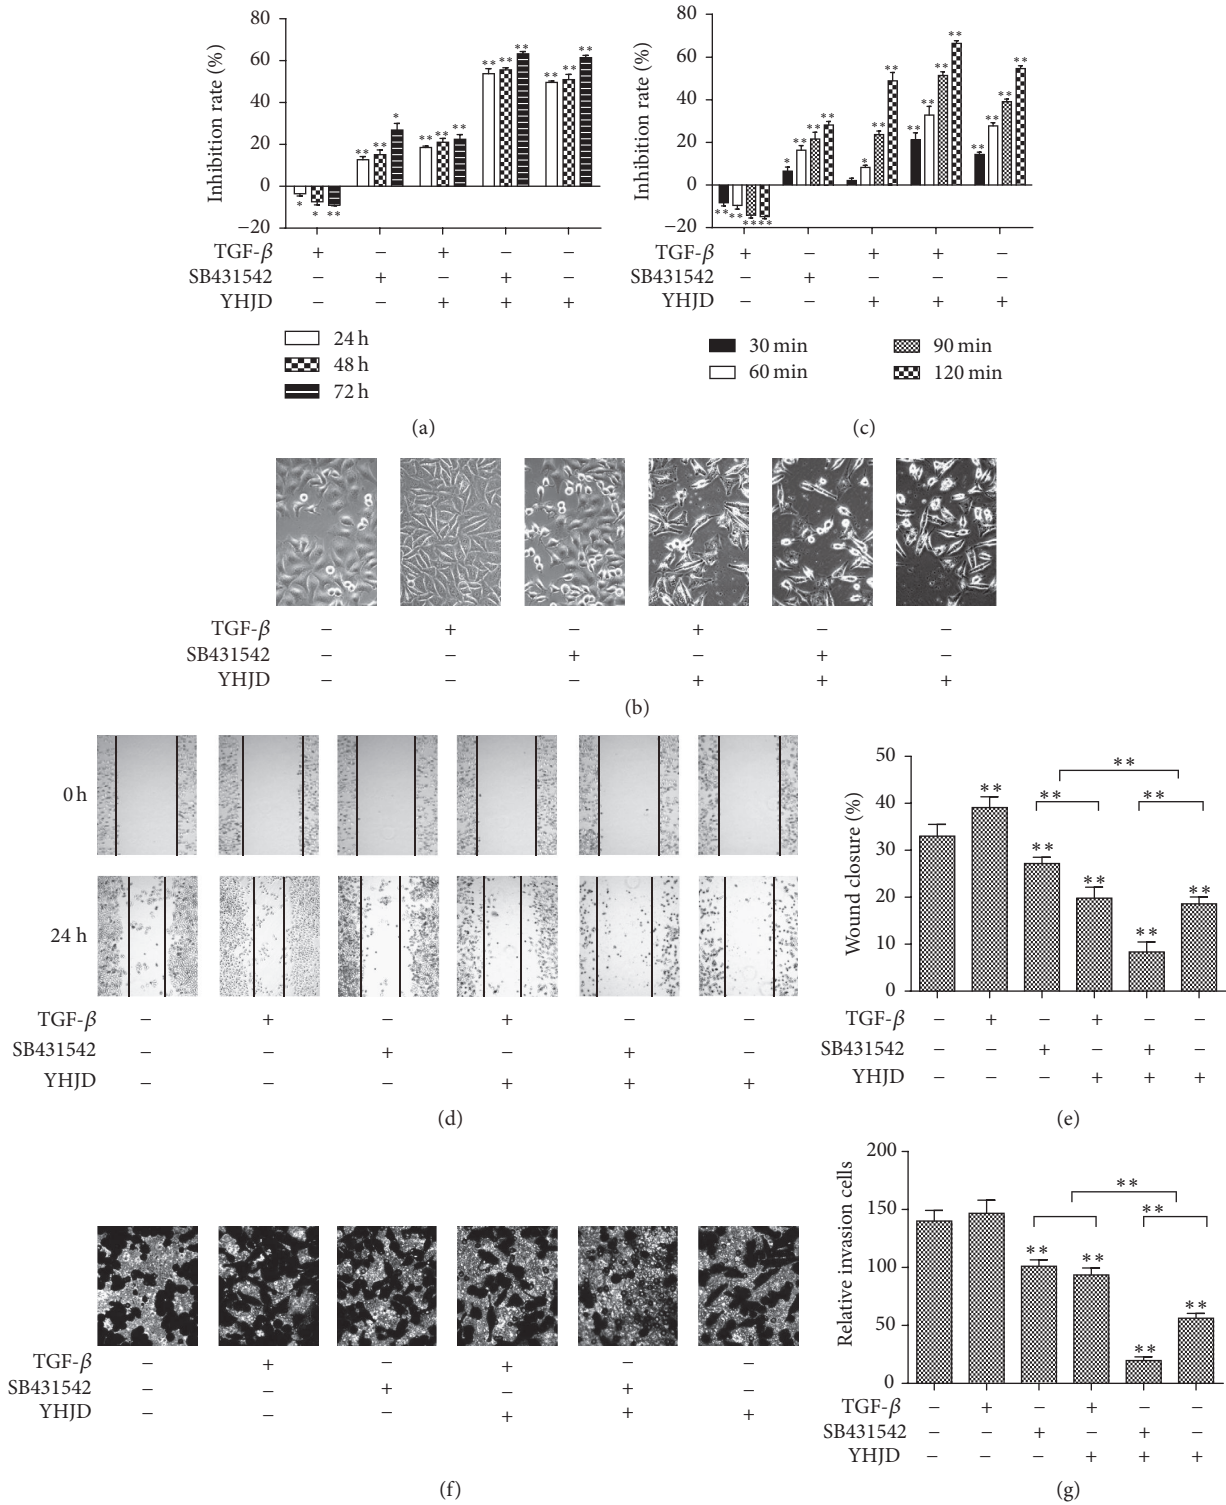 Inhibition rate (%)
80
60
40
20
0
−20
* * * ** ** ** * ** ** ** ** ** ** ** ** **
TGF-β + − + − −
SB431542 − + − + −
YHJD − − + + +
24 h
48 h
72 h
(a)
Inhibition rate (%)
80
60
40
20
0
−20
TGF-β + − + + −
SB431542 − + − − −
YHJD − − + + +
30 min
60 min
90 min
120 min
(c)
TGF-β − + − + − −
SB431542 − − + − + −
YHJD − − − + + +
(b)
0 h
24 h
TGF-β − + − + − −
SB431542 − − + − + −
YHJD − − − + + +
(d)
Wound closure (%)
50
40
30
20
10
0
** ** ** ** ** ** ** **
TGF-β − + − + − −
SB431542 − − + − + −
YHJD − − − + + +
(e)
TGF-β − + − + − −
SB431542 − − + − + −
YHJD − − − + + +
(f)
Relative invasion cells
200
150
100
50
0
** ** ** ** ** **
TGF-β − + − + − −
SB431542 − − + − + −
YHJD − − − + + +
(g)